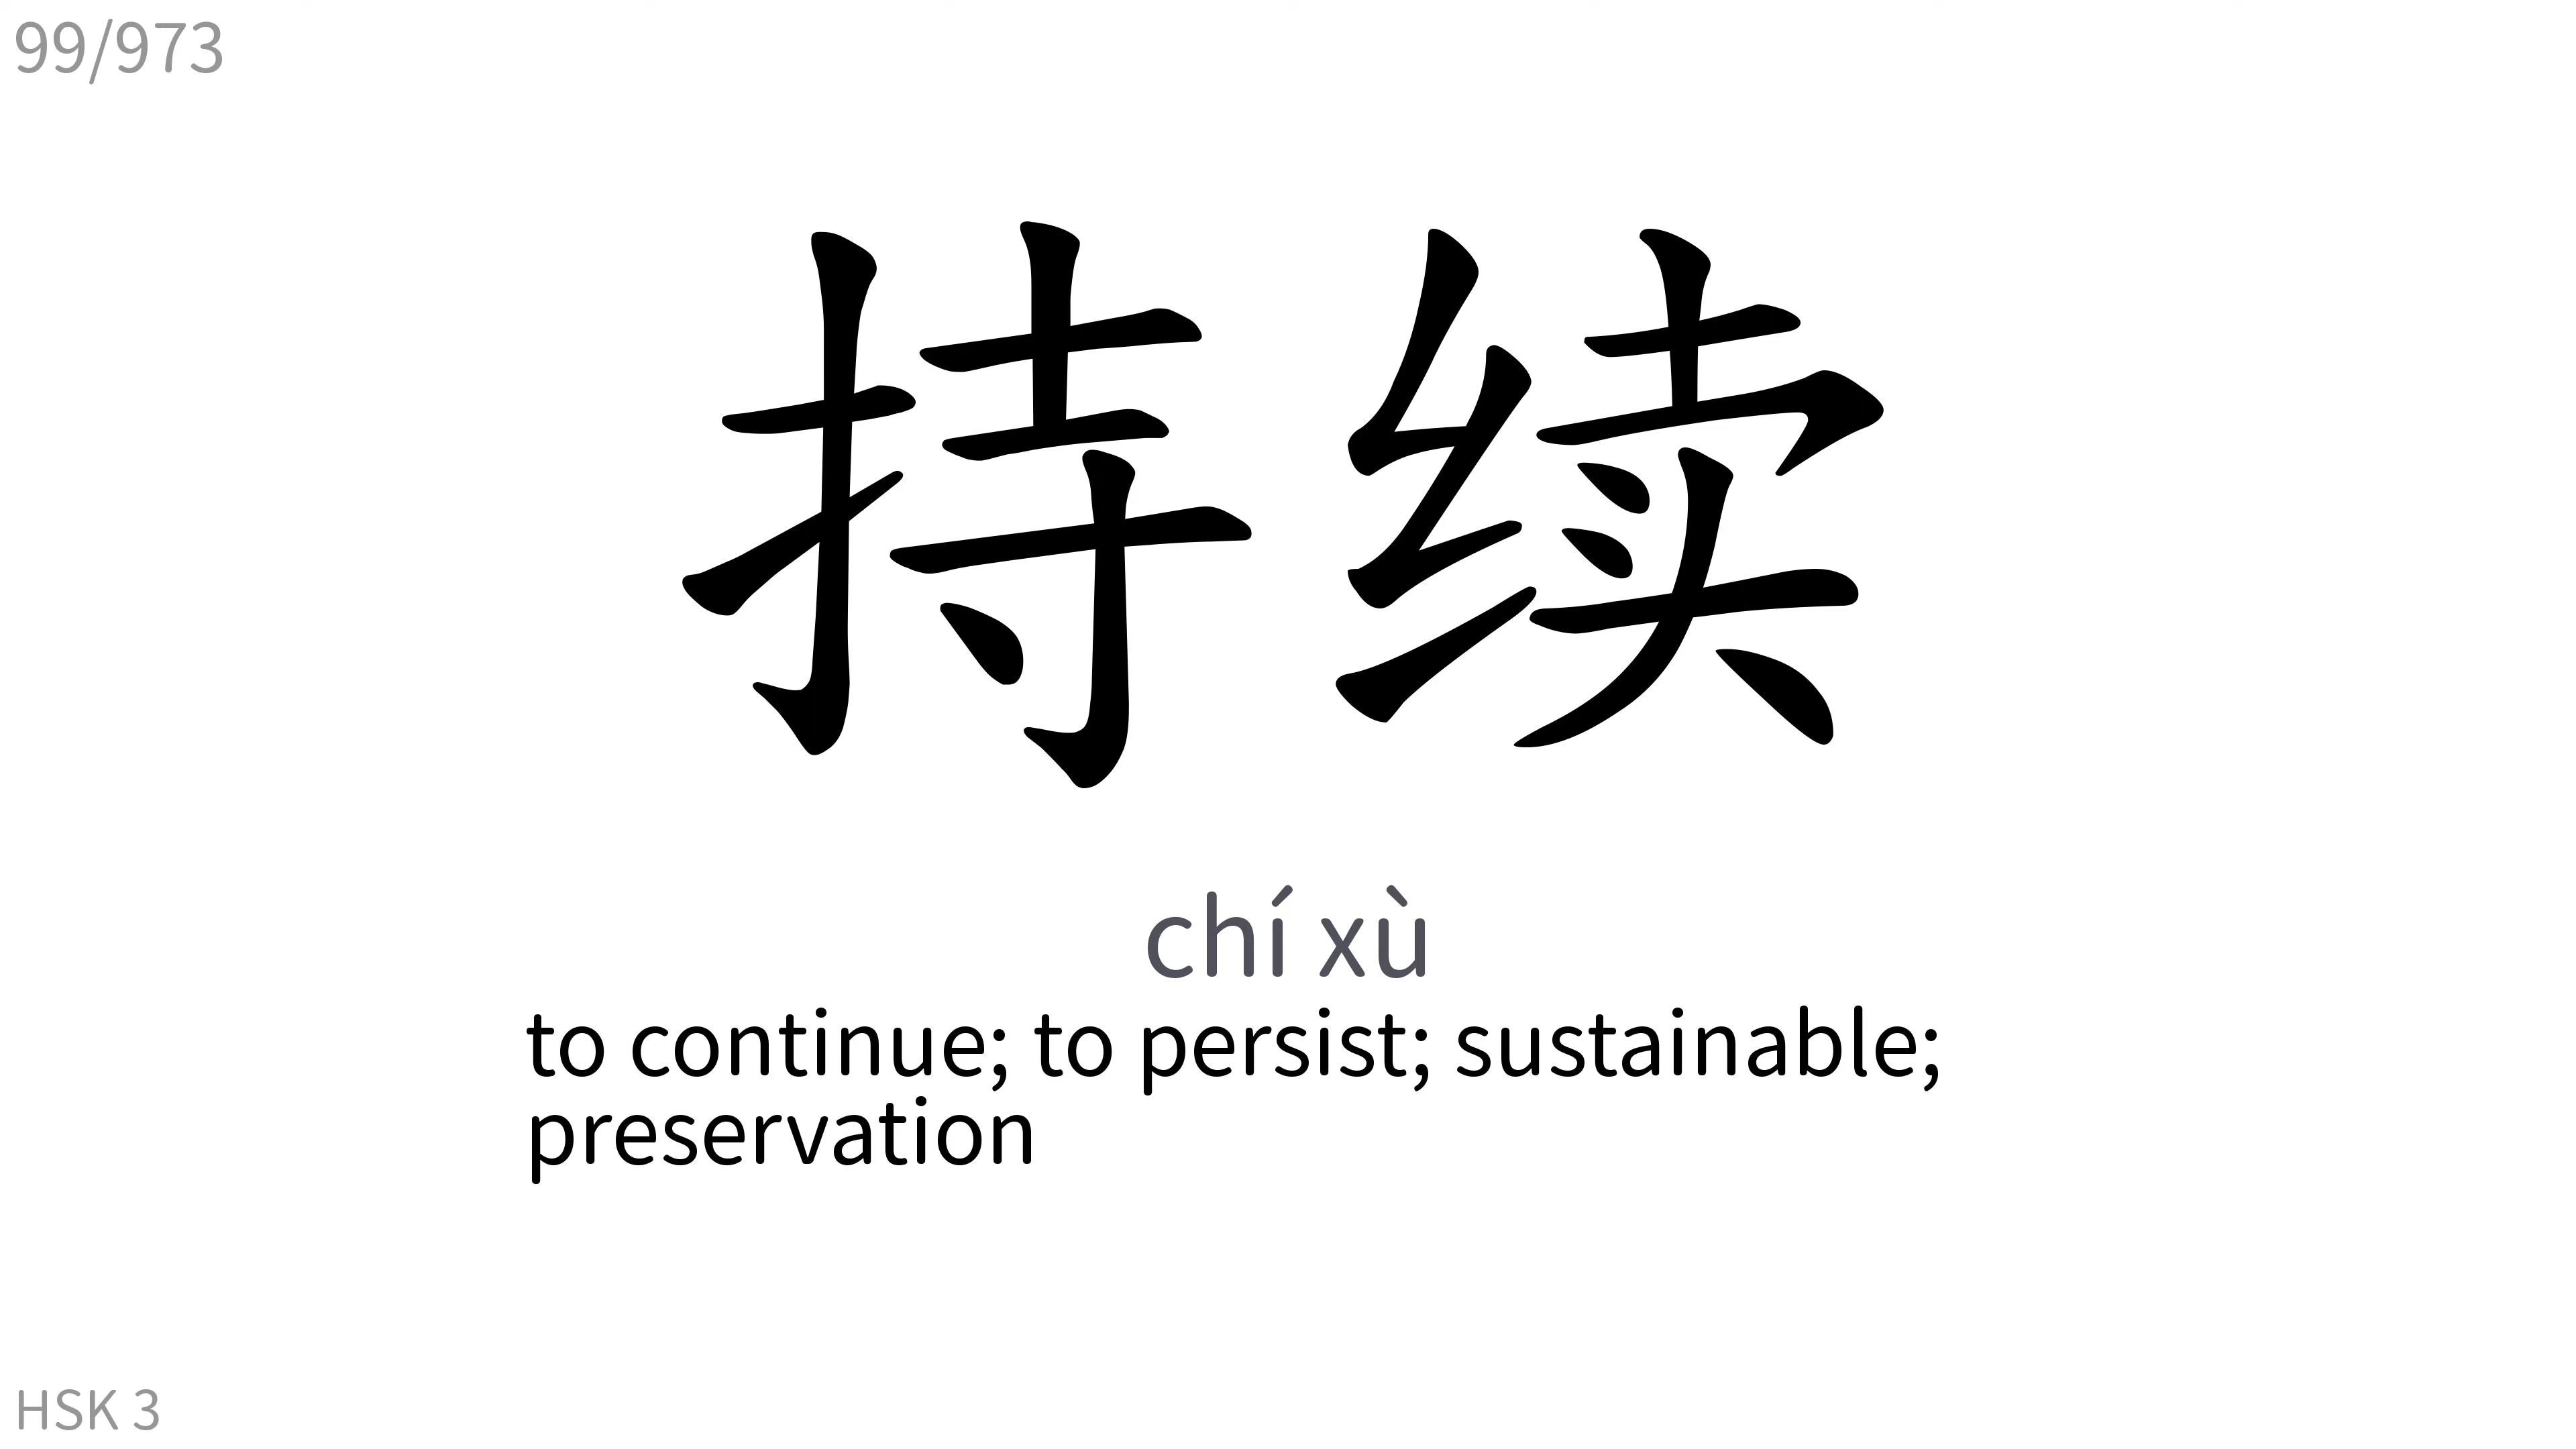 99/973
持续
chí xù
to continue; to persist; sustainable;
preservation
HSK 3